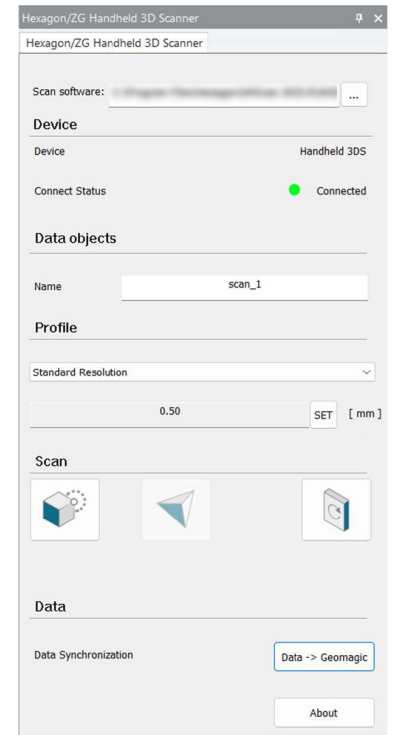 Hexagon/ZG Handheld 3D Scanner
Hexagon/ZG Handheld 3D Scanner
Scan software: ...
Device
Device Handheld 3DS
Connect Status Connected
Data objects
Name scan_1
Profile
Standard Resolution
0.50 SET [ mm ]
Scan
Data
Data Synchronization Data -> Geomagic
About